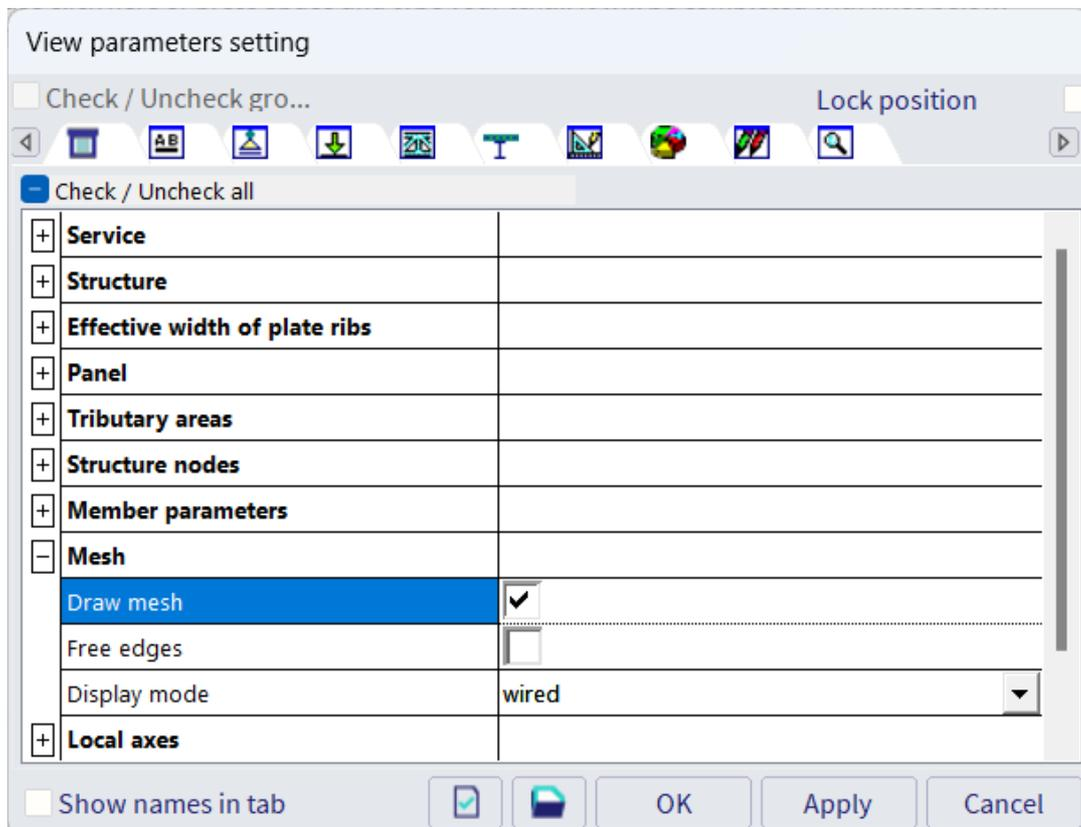 View parameters setting
Check / Uncheck gro...
Lock position
AB
Check / Uncheck all
Service
Structure
Effective width of plate ribs
Panel
Tributary areas
Structure nodes
Member parameters
Mesh
Draw mesh
Free edges
Display mode wired
Local axes
Show names in tab OK Apply Cancel